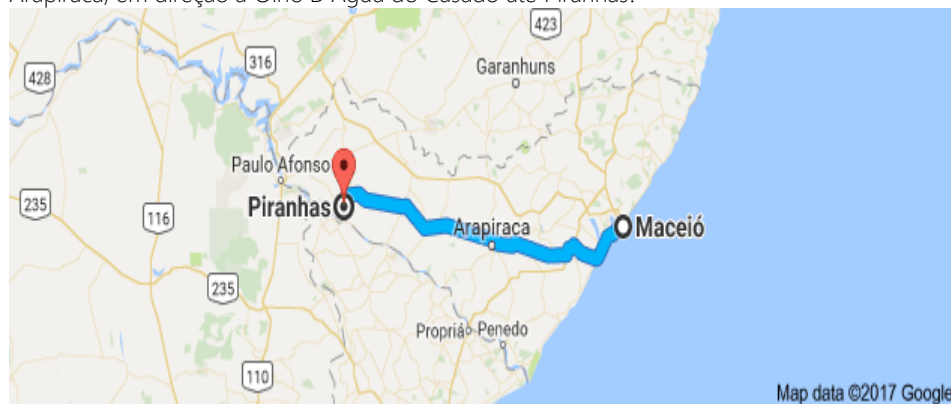 Arapiraca, em direção a Olho D'Água do Casado até Piranhas.
423
316
Garanhuns
428
Paulo Afonso
235
Piranhas
116
Arapiraca
Maceió
235
Propriá
Penedo
110
Map data ©2017 Google